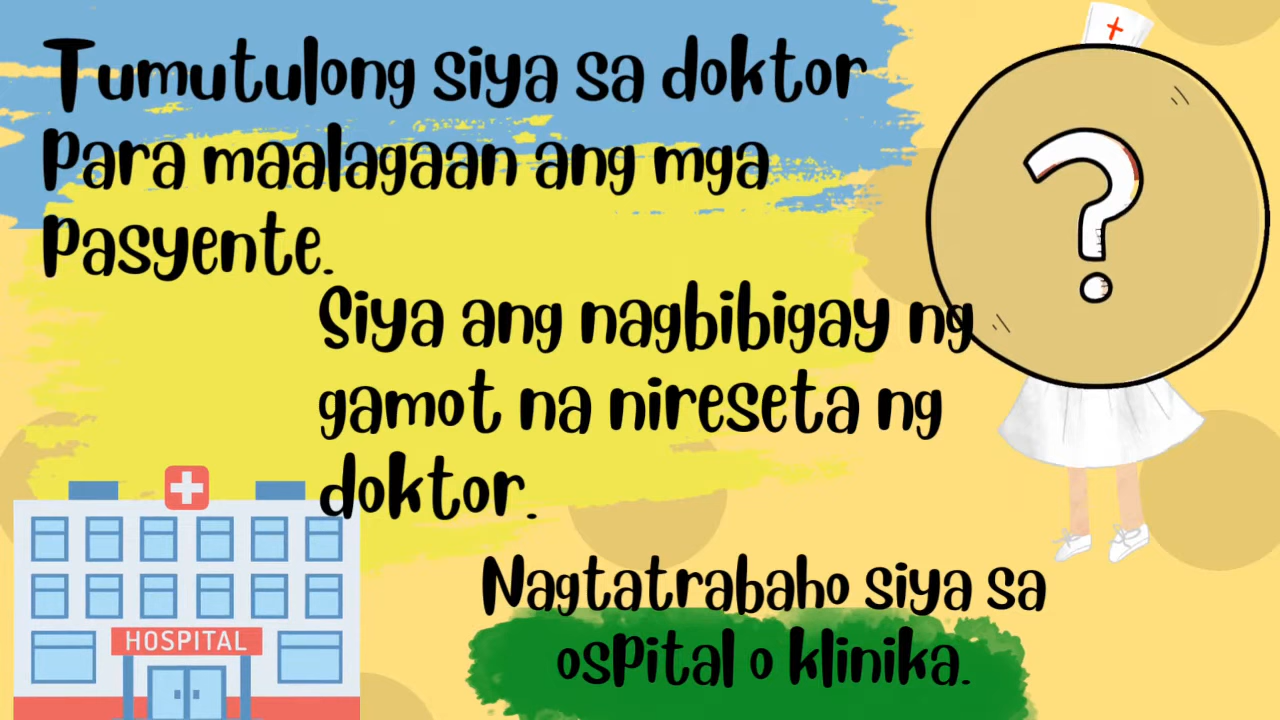 Tumutulong siya sa doktor
para maalagaan ang mga
pasyente.
Siya ang nagbibigay ng
gamot na nireseta ng
doktor.
HOSPITAL
Nagtatrabaho siya sa
ospital o klinika.
?